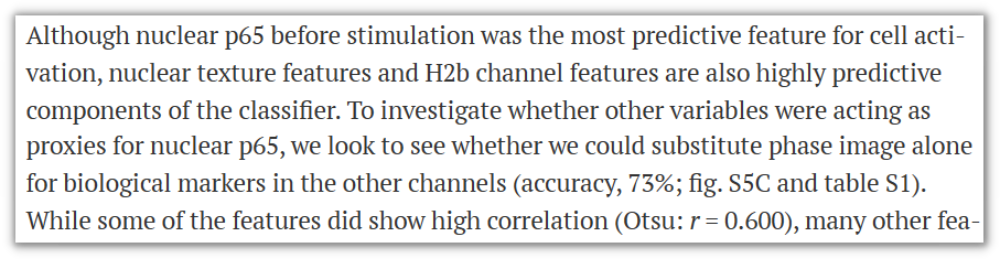 Although nuclear p65 before stimulation was the most predictive feature for cell acti-
vation, nuclear texture features and H2b channel features are also highly predictive
components of the classifier. To investigate whether other variables were acting as
proxies for nuclear p65, we look to see whether we could substitute phase image alone
for biological markers in the other channels (accuracy, 73%; fig. S5C and table S1).
While some of the features did show high correlation (Otsu: r = 0.600), many other fea-